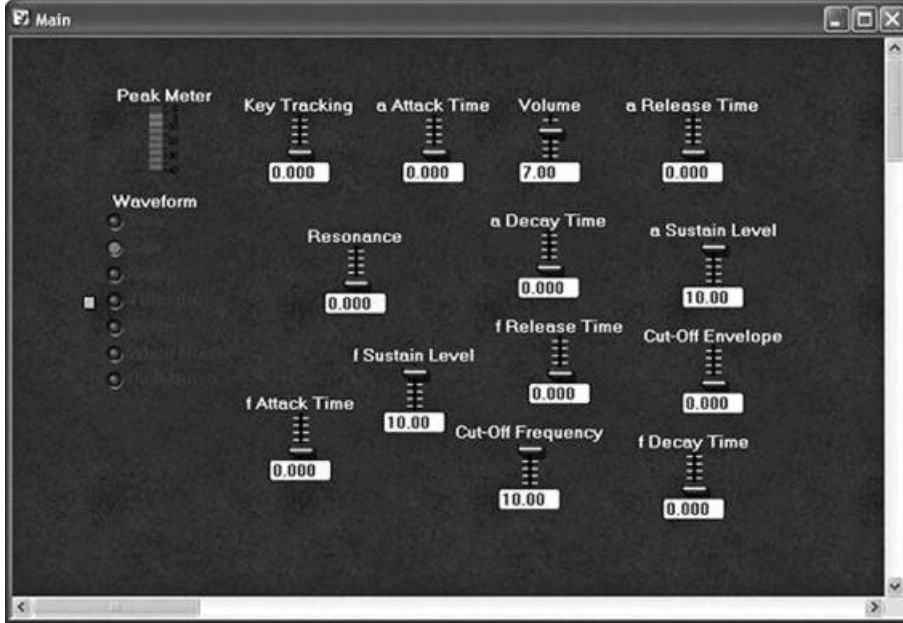 Main
Peak Meter
Key Tracking
a Attack Time
Volume
a Release Time
0.000
0.000
7.00
0.000
Waveform
Resonance
a Decay Time
a Sustain Level
0.000
0.000
10.00
f Release Time
Cut-Off Envelope
f Sustain Level
0.000
0.000
f Attack Time
10.00
Cut-Off Frequency
f Decay Time
0.000
10.00
0.000